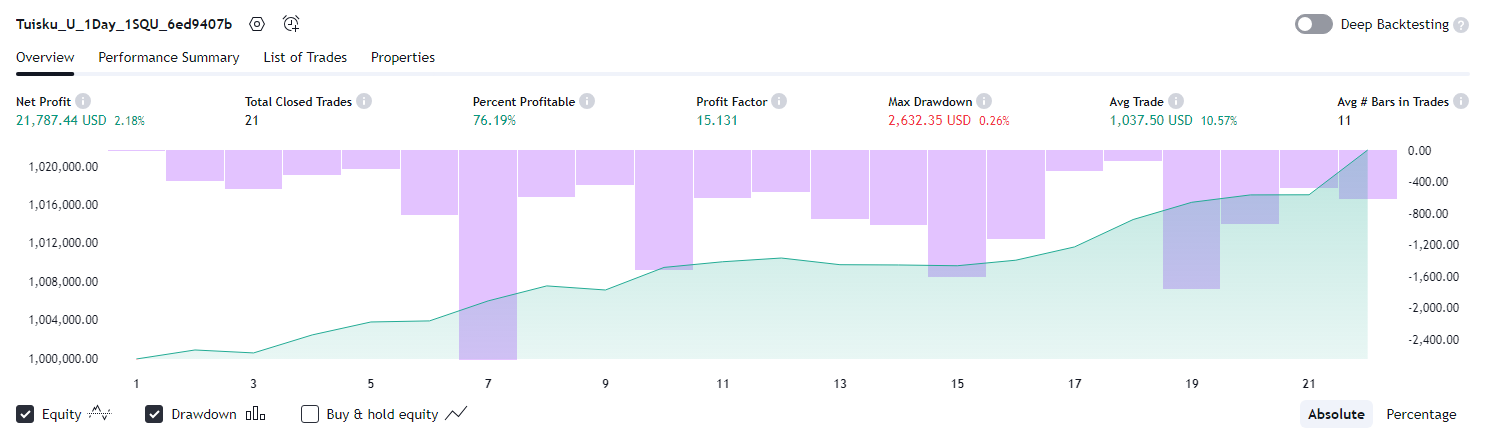 Tuisku_U_1Day_1SQU_6ed9407b
Deep Backtesting ?
Overview Performance Summary List of Trades Properties
Net Profit i Total Closed Trades i Percent Profitable i Profit Factor i Max Drawdown i Avg Trade i Avg # Bars in Trades i
21,787.44 USD 2.18% 21 76.19% 15.131 2,632.35 USD 0.26% 1,037.50 USD 10.57% 11
1,020,000.00
1,016,000.00
1,012,000.00
1,008,000.00
1,004,000.00
1,000,000.00
0.00
-400.00
-800.00
-1,200.00
-1,600.00
-2,000.00
-2,400.00
1 3 5 7 9 11 13 15 17 19 21
Equity Drawdown Buy & hold equity Absolute Percentage